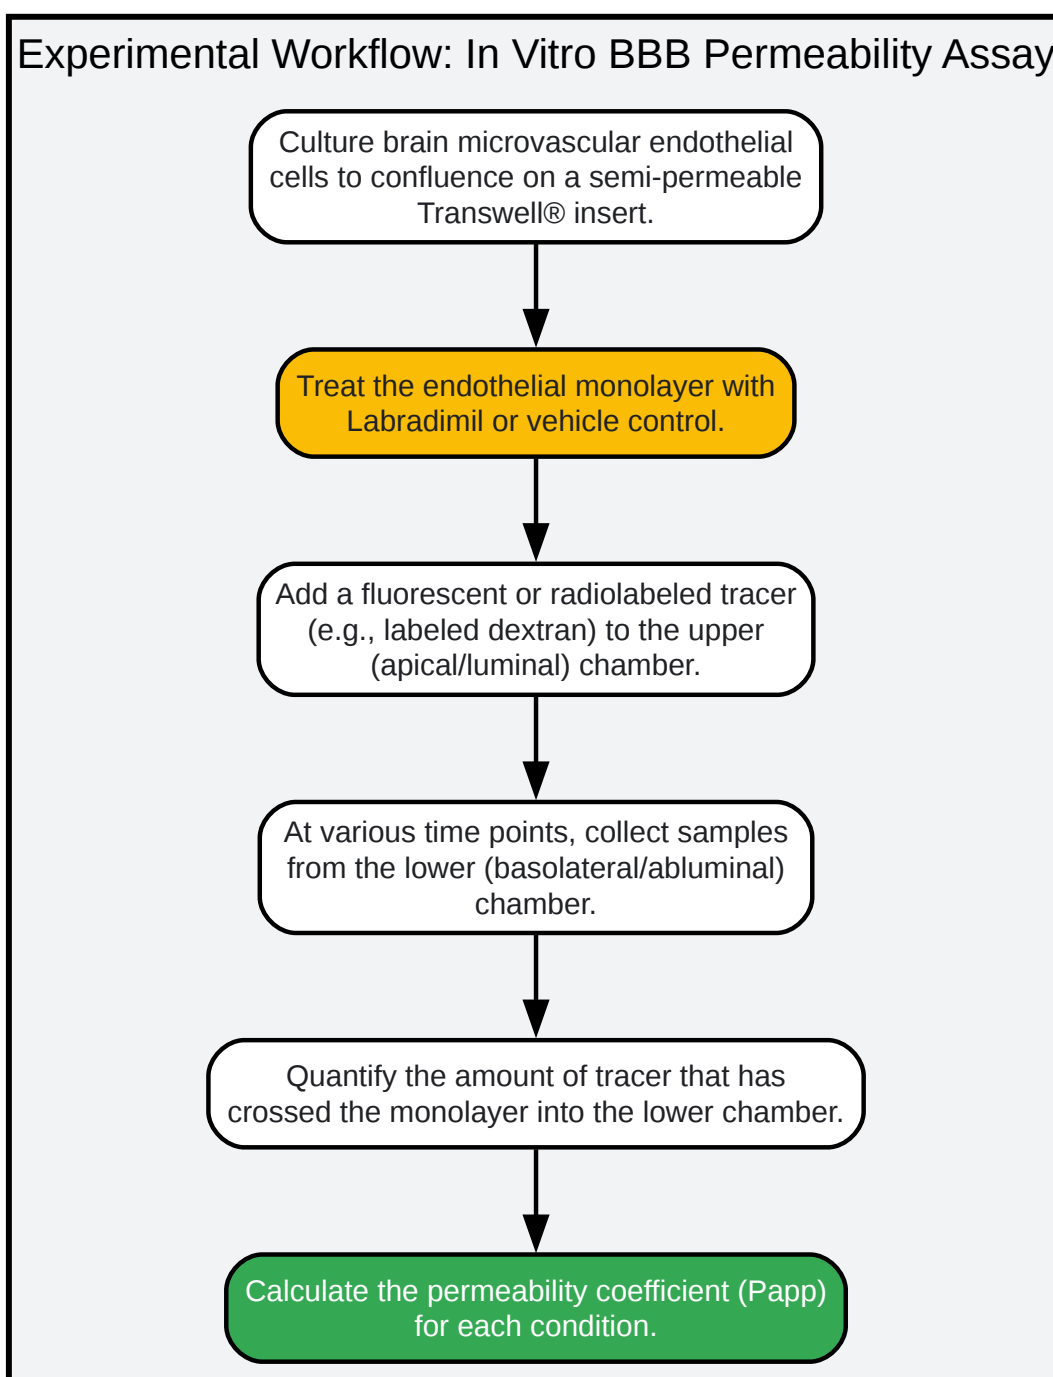 Experimental Workflow: In Vitro BBB Permeability Assay
Culture brain microvascular endothelial
cells to confluence on a semi-permeable
Transwell® insert.
Treat the endothelial monolayer with
Labradimil or vehicle control.
Add a fluorescent or radiolabeled tracer
(e.g., labeled dextran) to the upper
(apical/luminal) chamber.
At various time points, collect samples
from the lower (basolateral/abluminal)
chamber.
Quantify the amount of tracer that has
crossed the monolayer into the lower chamber.
Calculate the permeability coefficient (Papp)
for each condition.